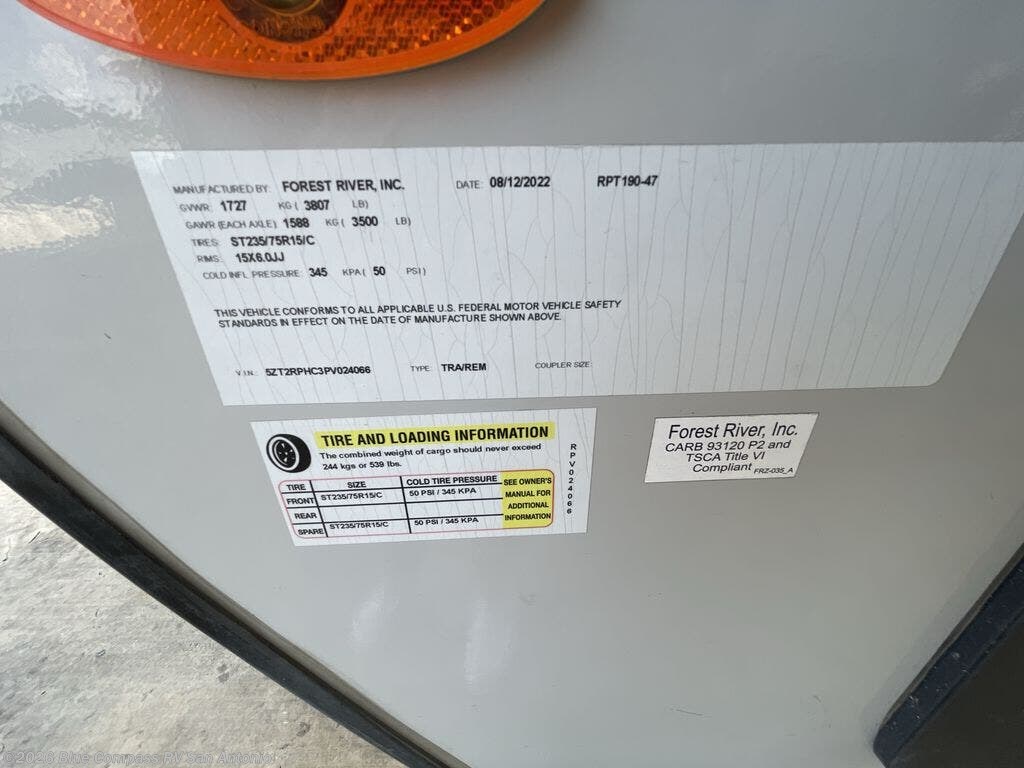 MANUFACTURED BY: FOREST RIVER, INC. DATE: 08/12/2022 RPT190-47
GVWR: 1727 KG ( 3807 LB)
GAWR (EACH AXLE) 1588 KG ( 3500 LB)
TIRES: ST235/75R15/C
RIMS: 15X6.0JJ
COLD INFL PRESSURE: 345 KPA ( 50 PSI)
THIS VEHICLE CONFORMS TO ALL APPLICABLE U.S. FEDERAL MOTOR VEHICLE SAFETY
STANDARDS IN EFFECT ON THE DATE OF MANUFACTURE SHOWN ABOVE.
V.I.N.: 5ZT2RPHC3PV024066 TYPE: TRA/REM COUPLER SIZE:
TIRE AND LOADING INFORMATION
The combined weight of cargo should never exceed
244 kgs or 539 lbs.
TIRE SIZE COLD TIRE PRESSURE
FRONT ST235/75R15/C 50 PSI / 345 KPA
REAR
SPARE ST235/75R15/C 50 PSI / 345 KPA
SEE OWNER'S
MANUAL FOR
ADDITIONAL
INFORMATION
RPV024066
Forest River, Inc.
CARB 93120 P2 and
TSCA Title VI
Compliant FRZ-035_A
Blue Compass RV San Antonio